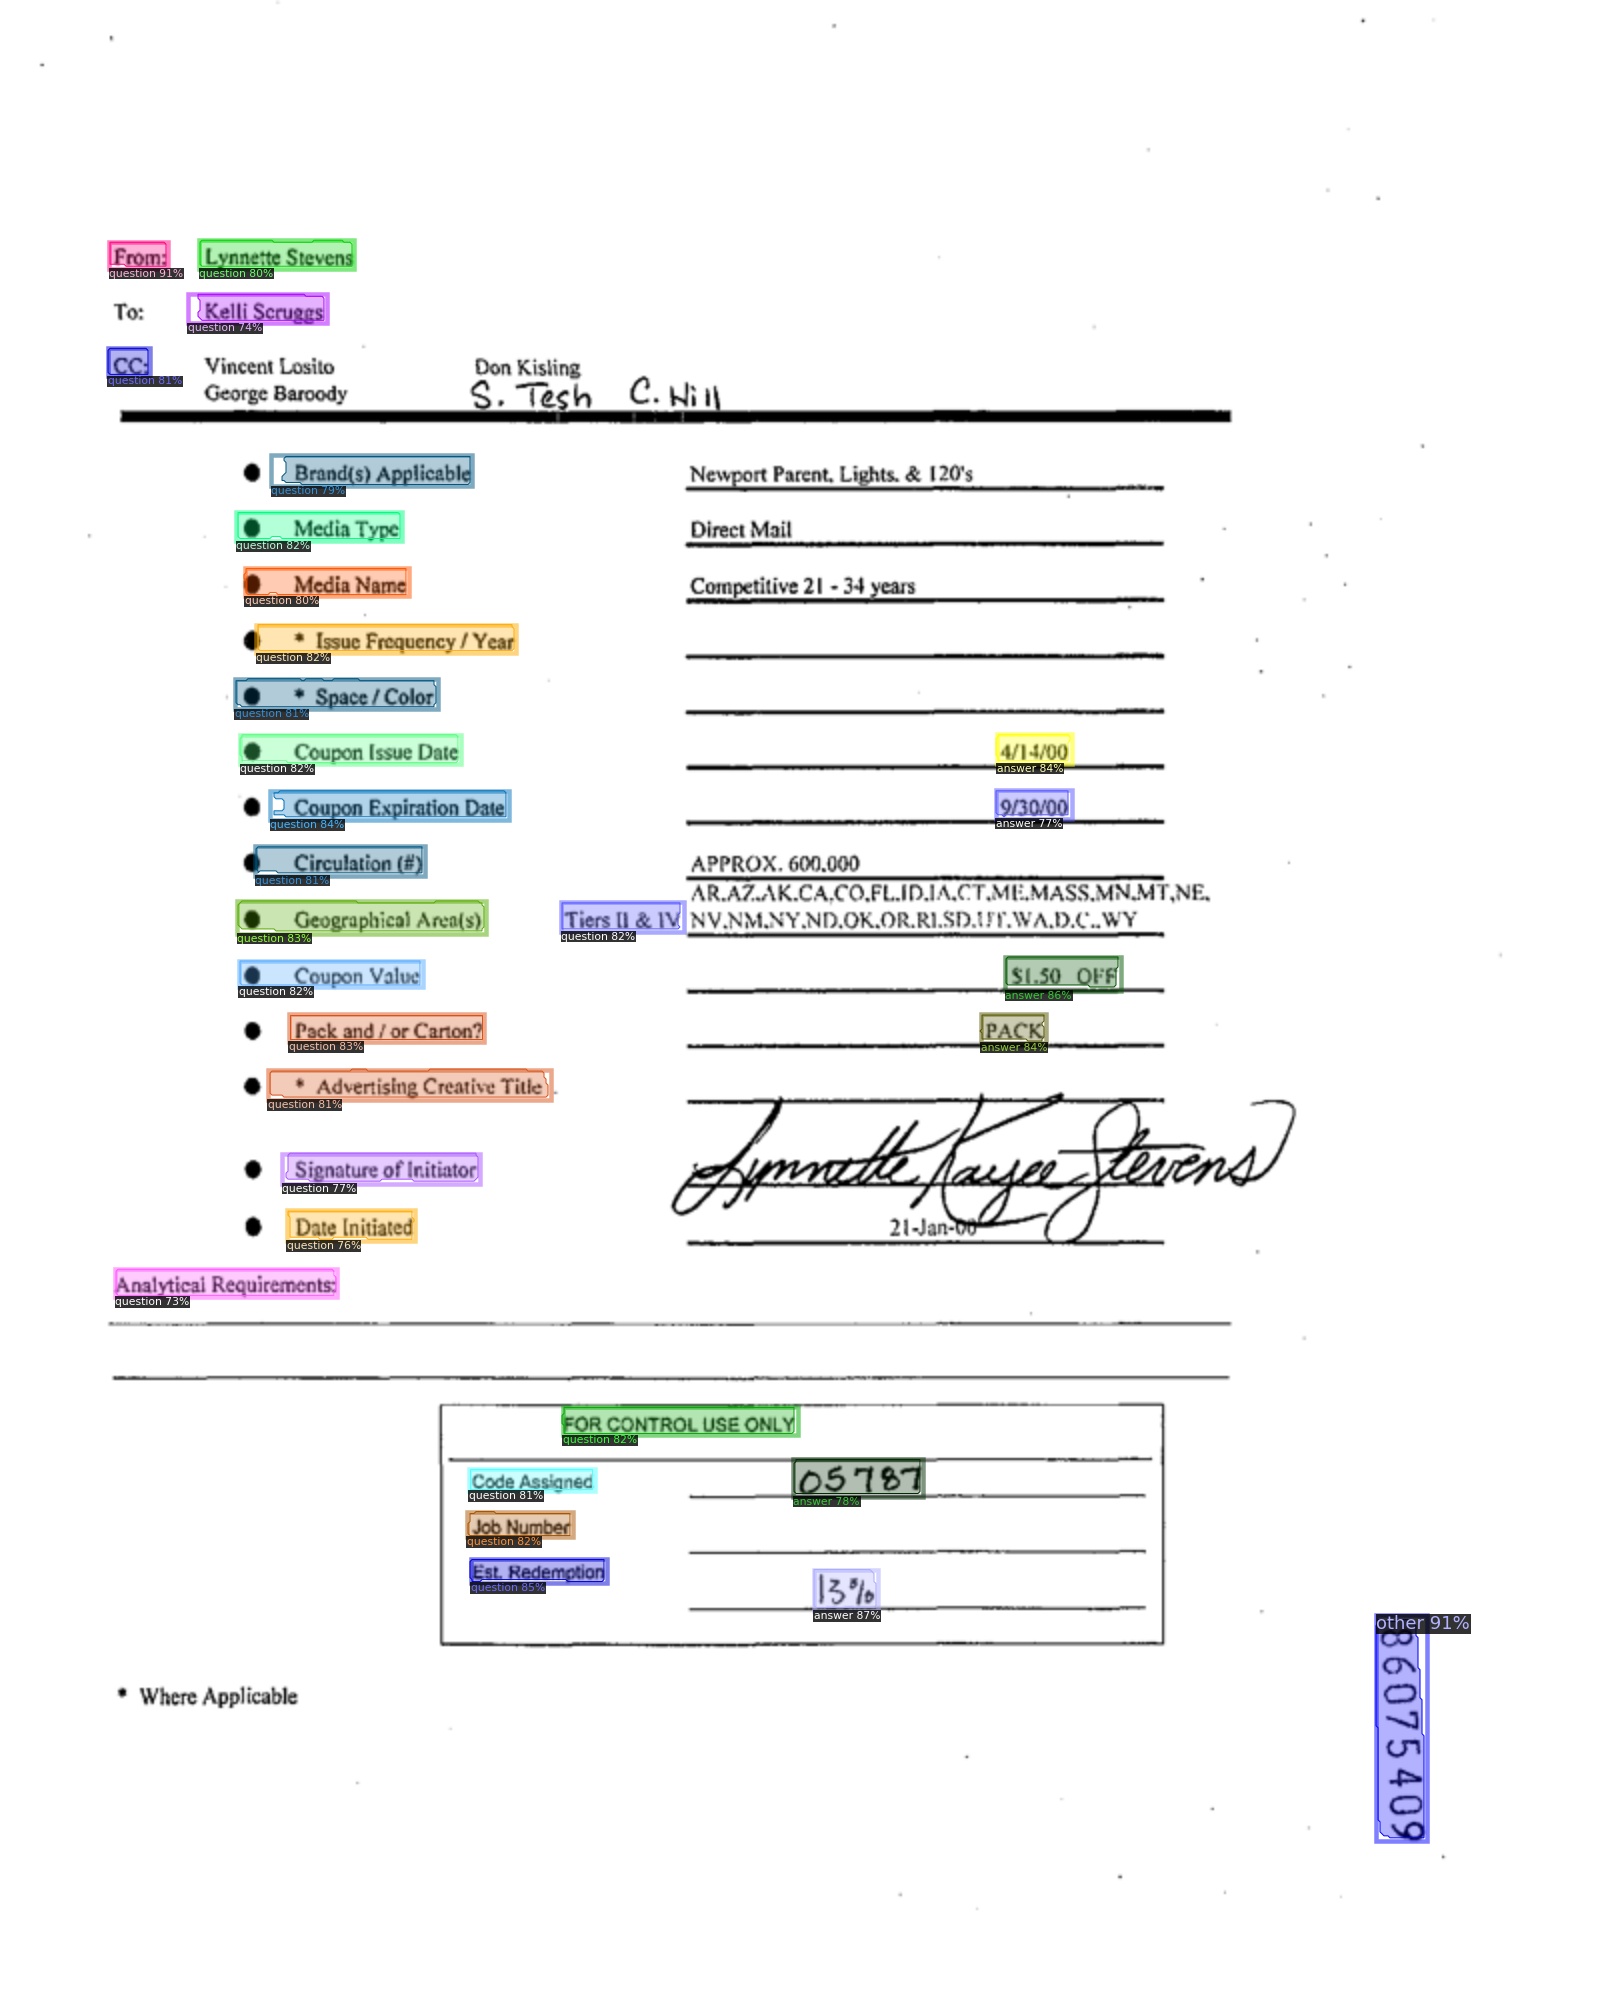 From: Lynnette Stevens
question 91% question 80%
To: Kelli Scruggs
question 74%
CC: Vincent Losito Don Kisling
question 81%
George Baroody S. Tesh C. Hill
● Brand(s) Applicable Newport Parent, Lights, & 120's
question 79%
● Media Type Direct Mail
question 82%
● Media Name Competitive 21 - 34 years
question 80%
● * Issue Frequency / Year
question 82%
● * Space / Color
question 81%
● Coupon Issue Date 4/14/00
question 82% answer 84%
● Coupon Expiration Date 9/30/00
question 84% answer 77%
● Circulation (#) APPROX. 600,000
question 81%
AR,AZ,AK,CA,CO,FL,ID,IA,CT,ME,MASS,MN,MT,NE,
● Geographical Area(s) Tiers II & IV NV,NM,NY,ND,OK,OR,RI,SD,UT,WA,D.C.,WY
question 83% question 82%
● Coupon Value $1.50 OFF
question 82% answer 86%
● Pack and / or Carton? PACK
question 83% answer 84%
● * Advertising Creative Title
question 81%
● Signature of Initiator Lynnette Kayee Stevens
question 77%
● Date Initiated 21-Jan-00
question 76%
Analytical Requirements:
question 73%
FOR CONTROL USE ONLY
question 82%
Code Assigned 05787
question 81% answer 78%
Job Number
question 82%
Est. Redemption 13%
question 85% answer 87%
other 91%
86075409
* Where Applicable